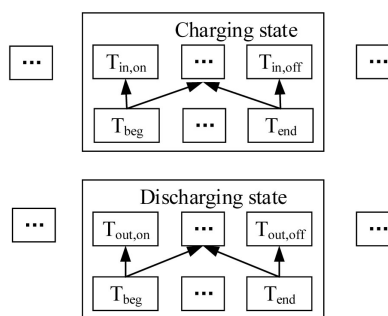 Charging state
... T_in,on ... T_in,off ...
T_beg ... T_end
Discharging state
... T_out,on ... T_out,off ...
T_beg ... T_end